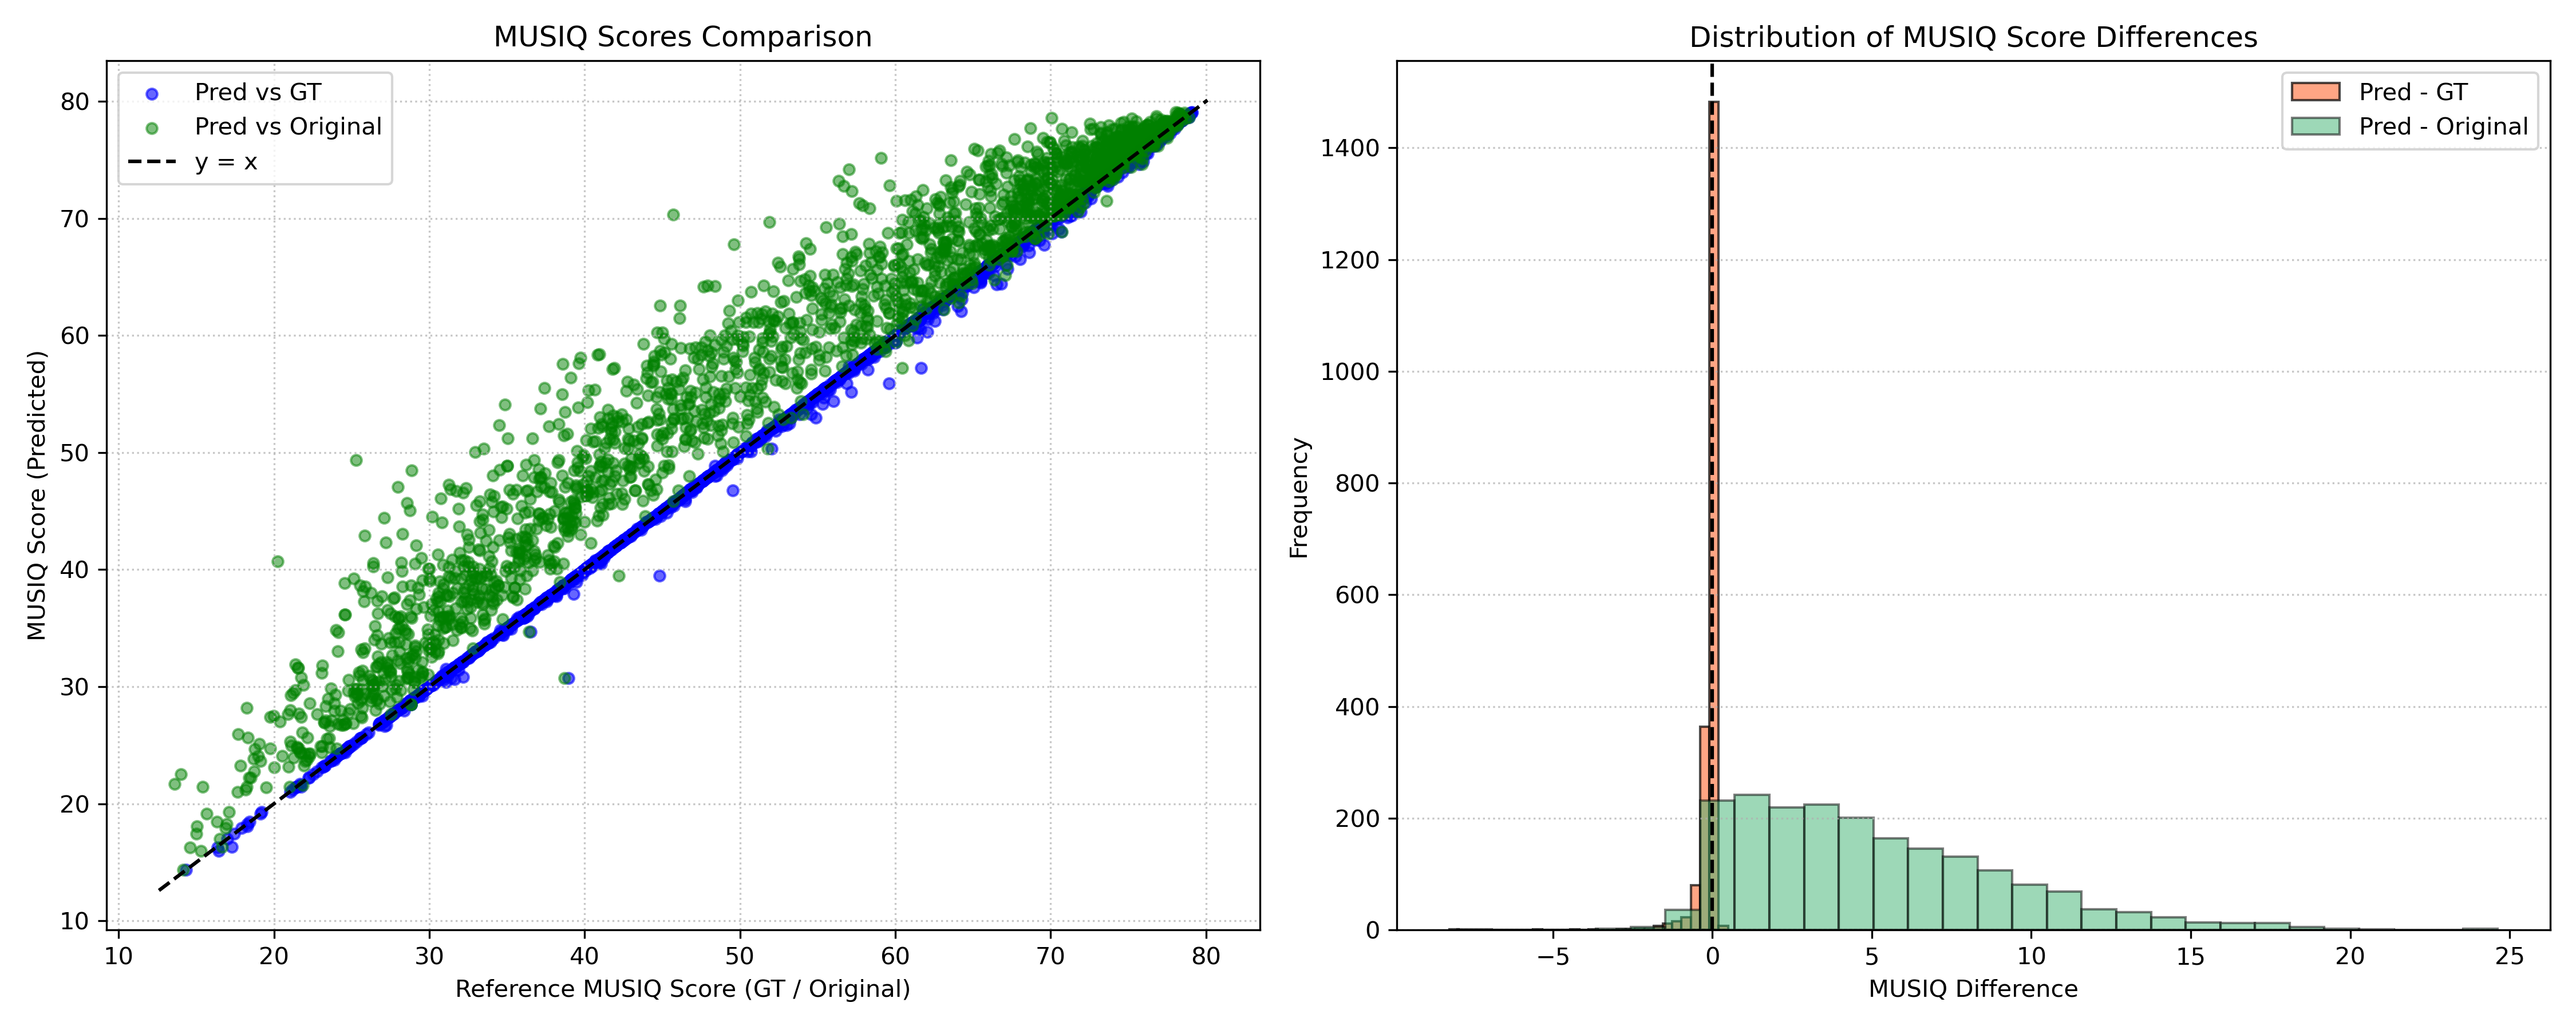 MUSIQ Scores Comparison
Pred vs GT
Pred vs Original
y = x
80
70
60
50
40
30
20
10
MUSIQ Score (Predicted)
10 20 30 40 50 60 70 80
Reference MUSIQ Score (GT / Original)
Distribution of MUSIQ Score Differences
Pred - GT
Pred - Original
1400
1200
1000
800
600
400
200
0
Frequency
−5 0 5 10 15 20 25
MUSIQ Difference